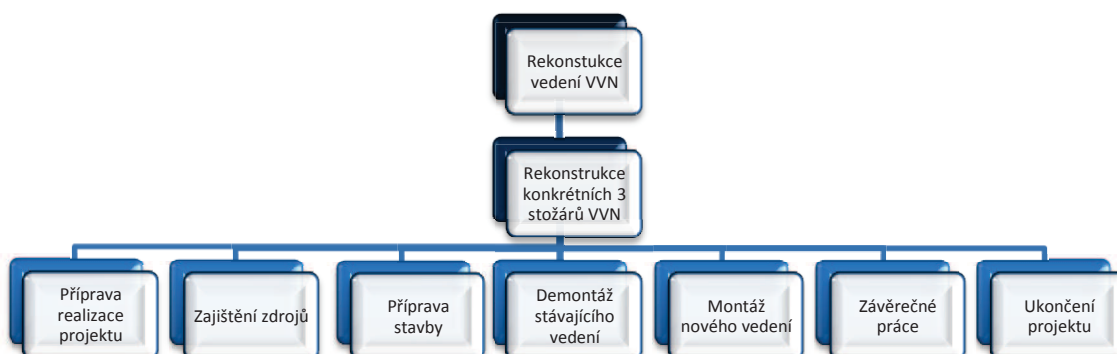 Rekonstukce
vedení VVN
Rekonstrukce
konkrétních 3
stožárů VVN
Příprava
realizace
projektu
Zajištění zdrojů
Příprava
stavby
Demontáž
stávajícího
vedení
Montáž
nového vedení
Závěrečné
práce
Ukončení
projektu